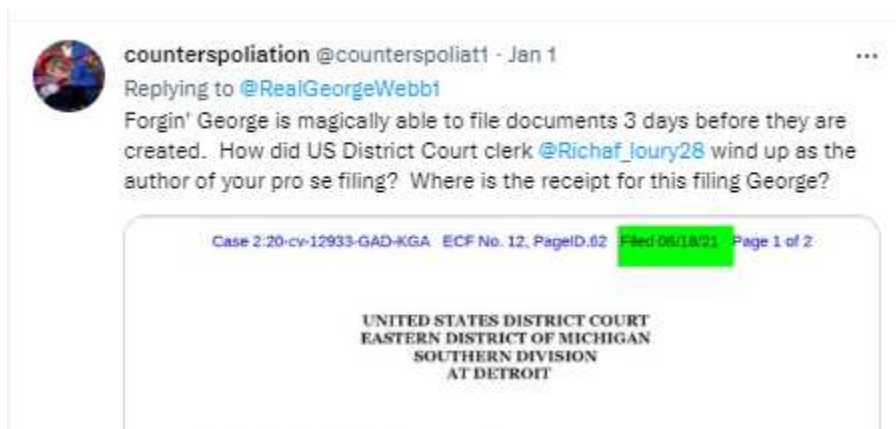 counterspoliation @counterspoliat1 · Jan 1
Replying to @RealGeorgeWebb1
Forgin' George is magically able to file documents 3 days before they are
created. How did US District Court clerk @Richaf_loury28 wind up as the
author of your pro se filing? Where is the receipt for this filing George?
Case 2:20-cv-12933-GAD-KGA ECF No. 12, PageID.62 Filed 06/18/21 Page 1 of 2
UNITED STATES DISTRICT COURT
EASTERN DISTRICT OF MICHIGAN
SOUTHERN DIVISION
AT DETROIT